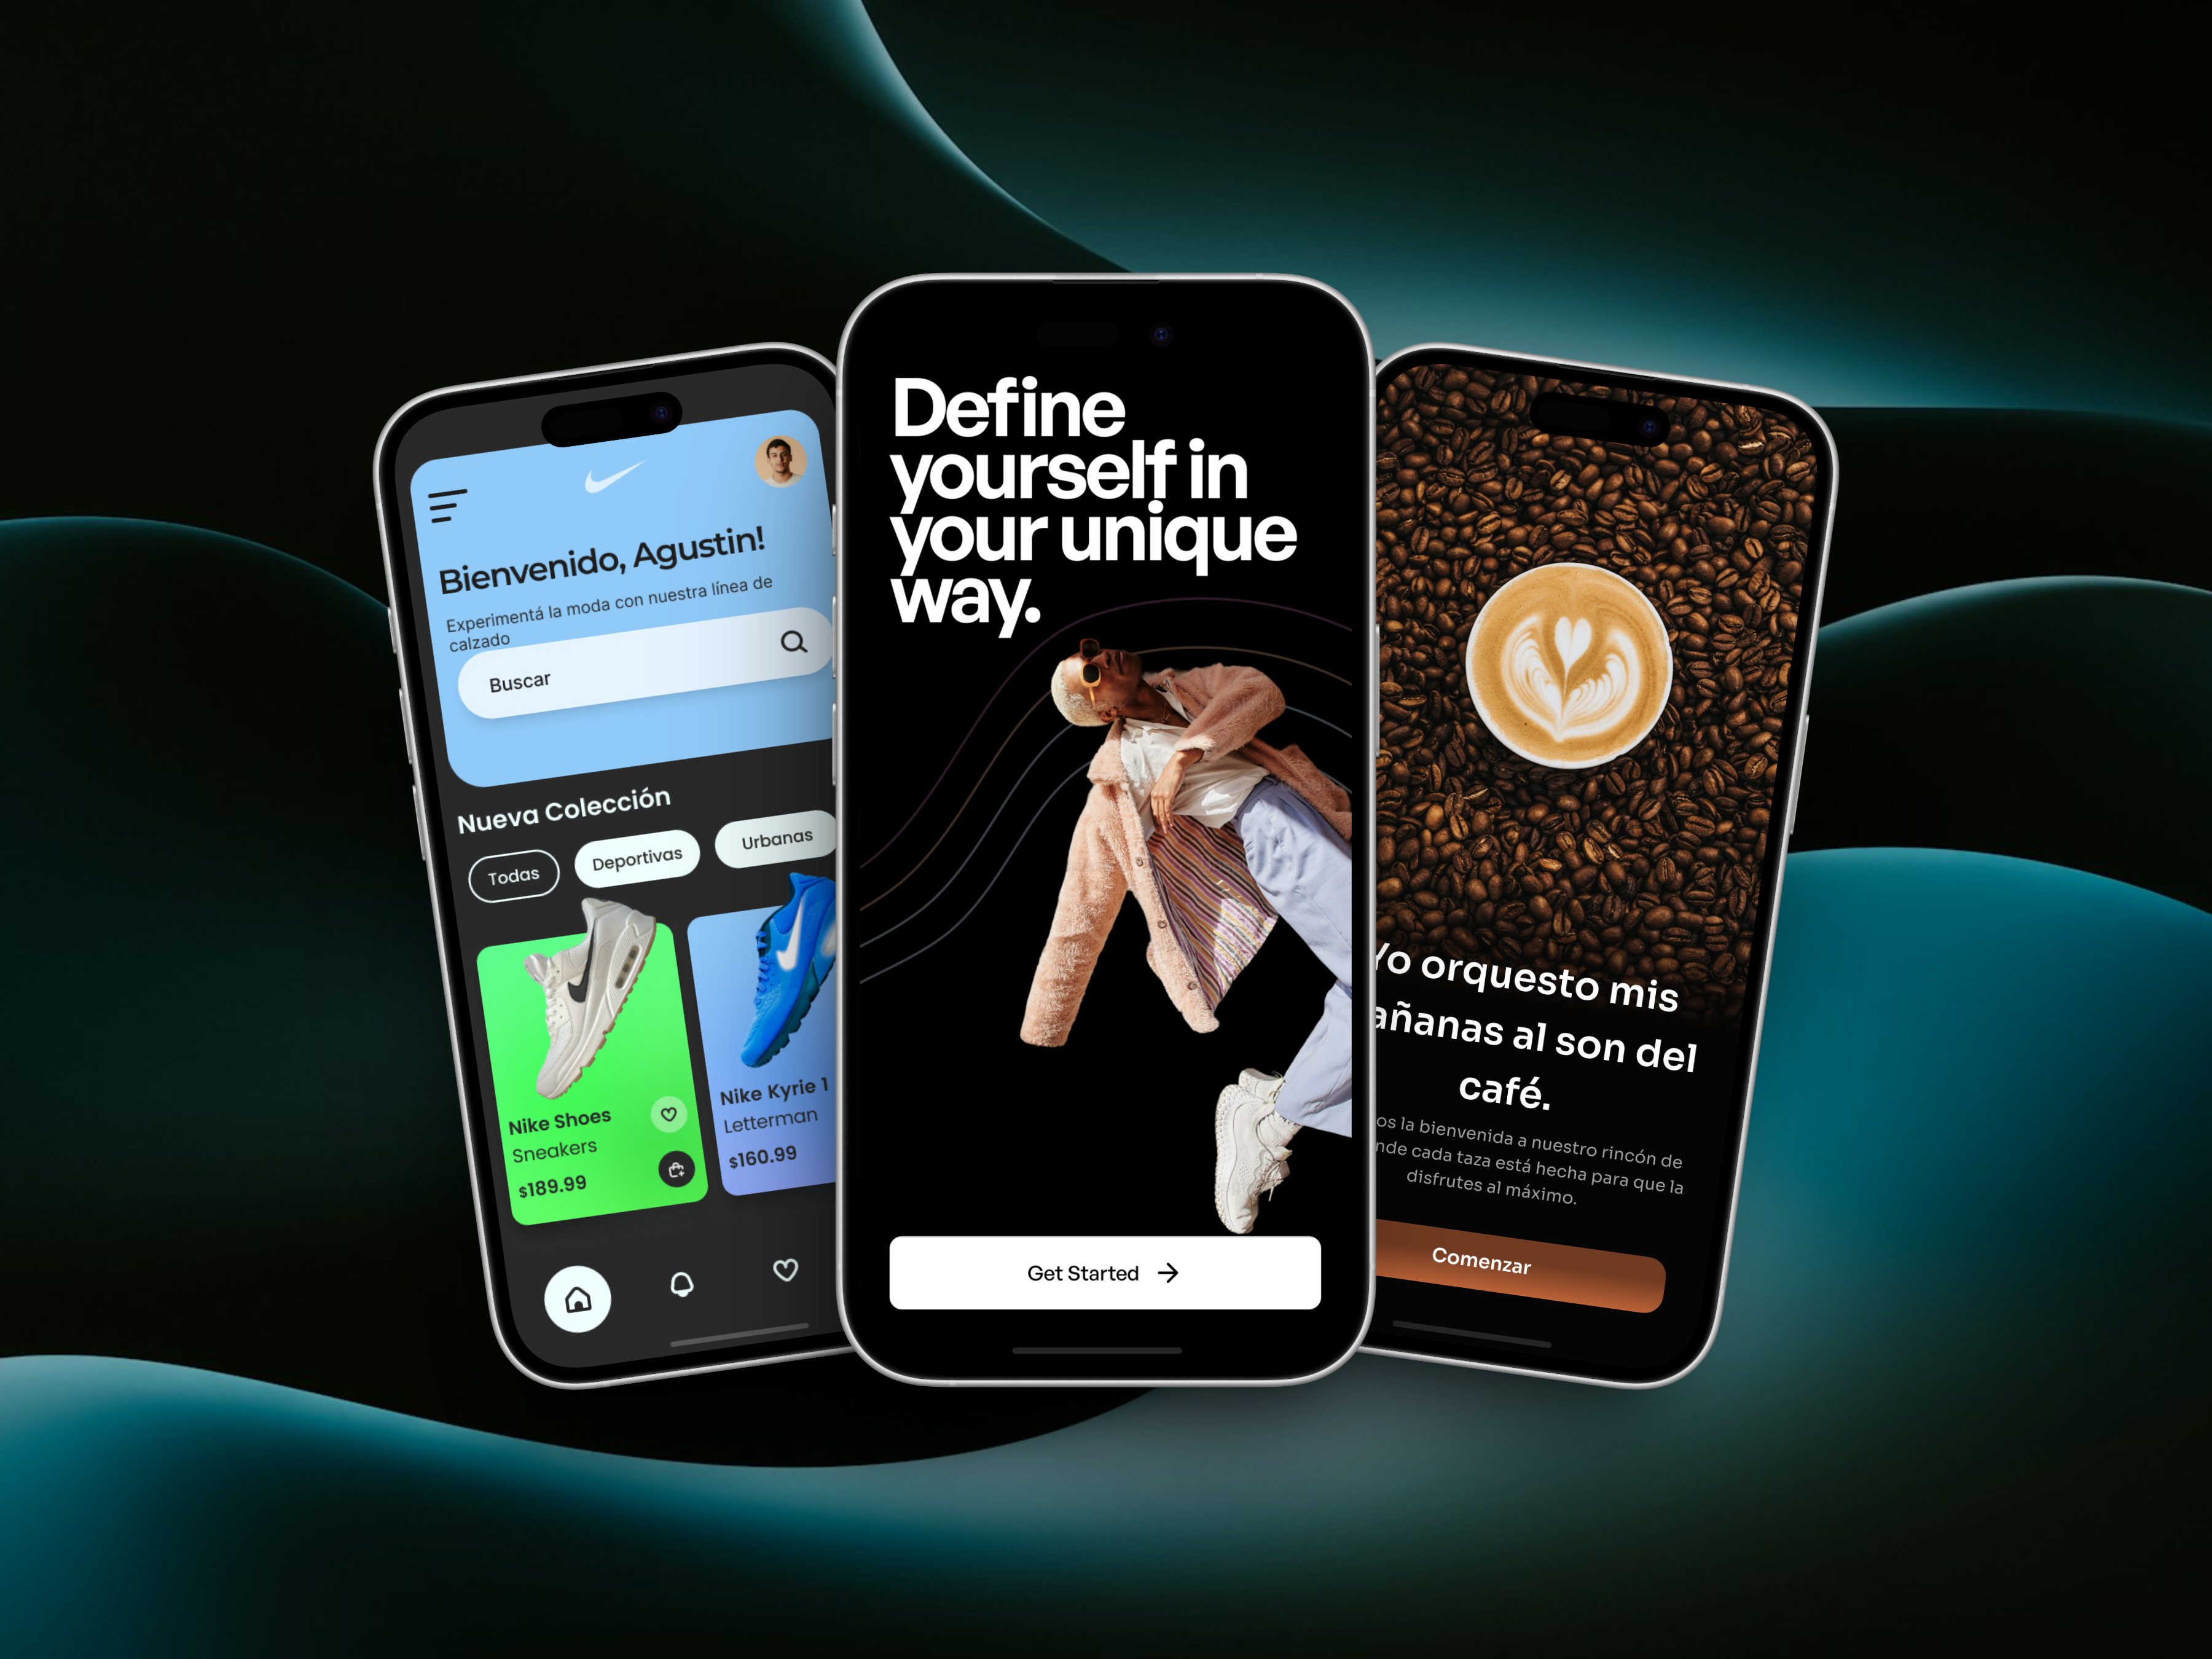 Bienvenido, Agustin!
Experimentá la moda con nuestra línea de
calzado
Buscar
Nueva Colección
Todas
Deportivas
Urbanas
Nike Shoes
Sneakers
$189.99
Nike Kyrie 1
Letterman
$160.99
Define
yourself in
your unique
way.
Get Started
Yo orquesto mis
añanas al son del
café.
os la bienvenida a nuestro rincón de
nde cada taza está hecha para que la
disfrutes al máximo.
Comenzar